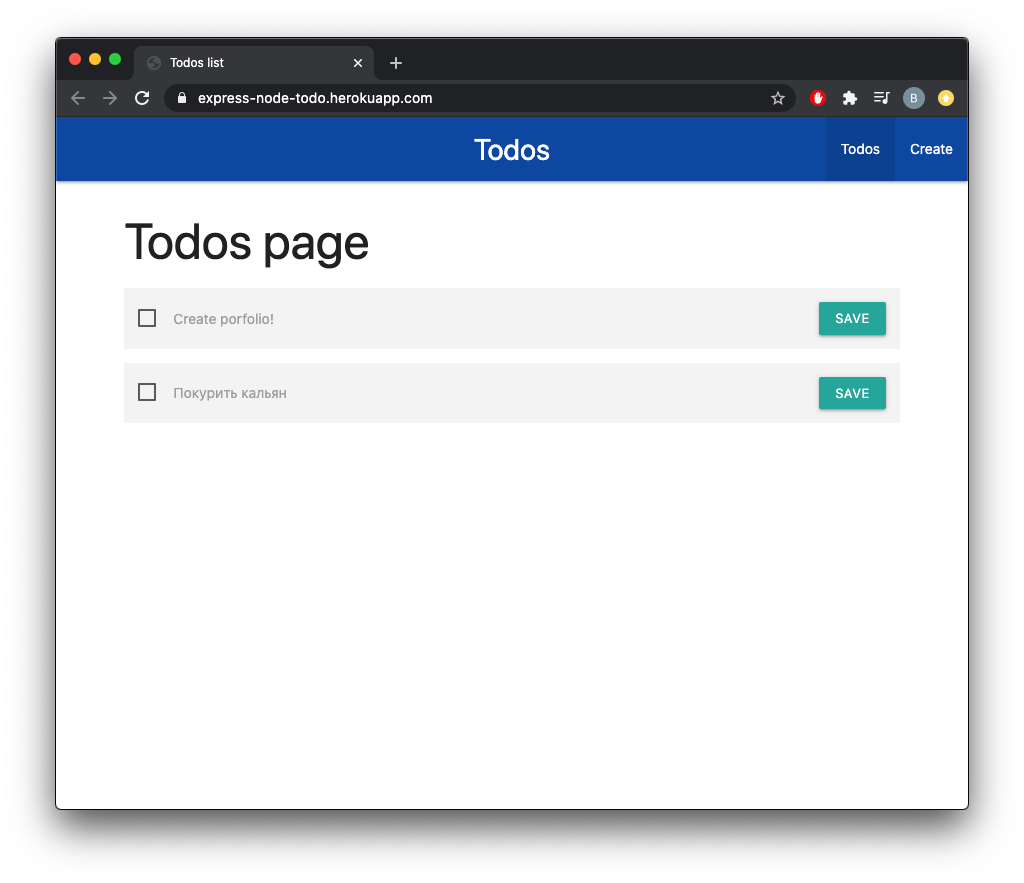 Todos list
express-node-todo.herokuapp.com
B
Todos
Todos
Create
Todos page
Create porfolio!
SAVE
Покурить кальян
SAVE